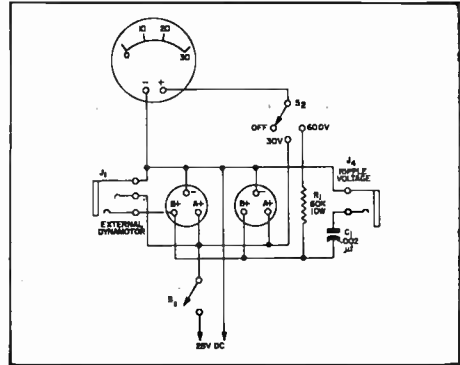 0 10 20 30
- +
S2
OFF
30V
600V
J4
RIPPLE
VOLTAGE
J1
- -
B+ A+ B+ A+
R1
60K
10W
EXTERNAL
DYNAMOTOR
C1
.002
μf
S1
28V DC